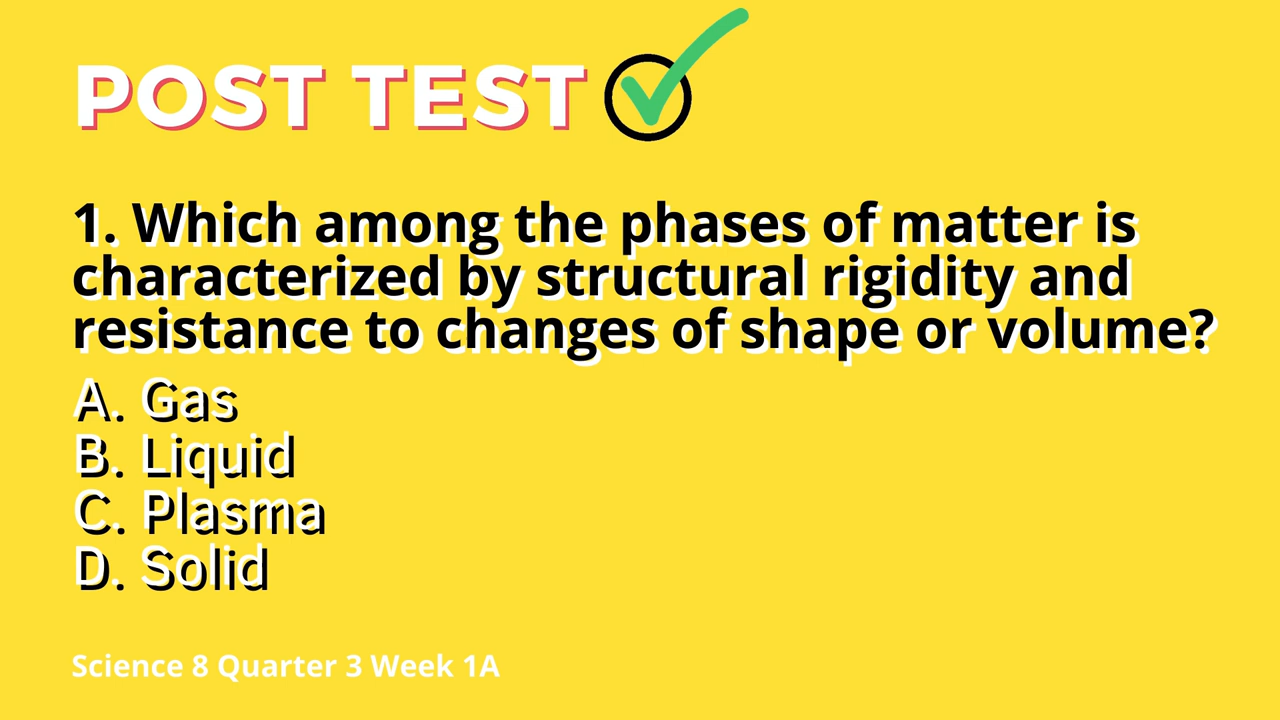 POST TEST
1. Which among the phases of matter is
characterized by structural rigidity and
resistance to changes of shape or volume?
A. Gas
B. Liquid
C. Plasma
D. Solid
Science 8 Quarter 3 Week 1A